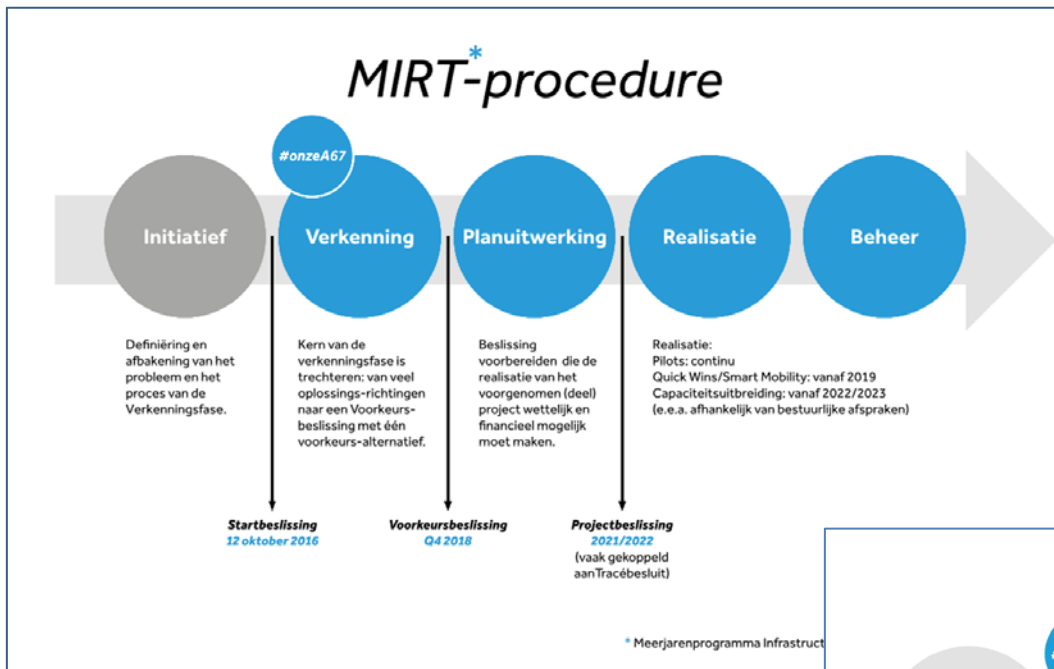 MIRT*-procedure
#onzeA67
Initiatief
Verkenning
Planuitwerking
Realisatie
Beheer
Definiëring en
afbakening van het
probleem en het
proces van de
Verkenningsfase.
Kern van de
verkenningsfase is
trechteren: van veel
oplossings-richtingen
naar een Voorkeurs-
beslissing met één
voorkeurs-alternatief.
Beslissing
voorbereiden die de
realisatie van het
voorgenomen (deel)
project wettelijk en
financieel mogelijk
moet maken.
Realisatie:
Pilots: continu
Quick Wins/Smart Mobility: vanaf 2019
Capaciteitsuitbreiding: vanaf 2022/2023
(e.e.a. afhankelijk van bestuurlijke afspraken)
Startbeslissing
12 oktober 2016
Voorkeursbeslissing
Q4 2018
Projectbeslissing
2021/2022
(vaak gekoppeld
aanTracébesluit)
* Meerjarenprogramma Infrastruct